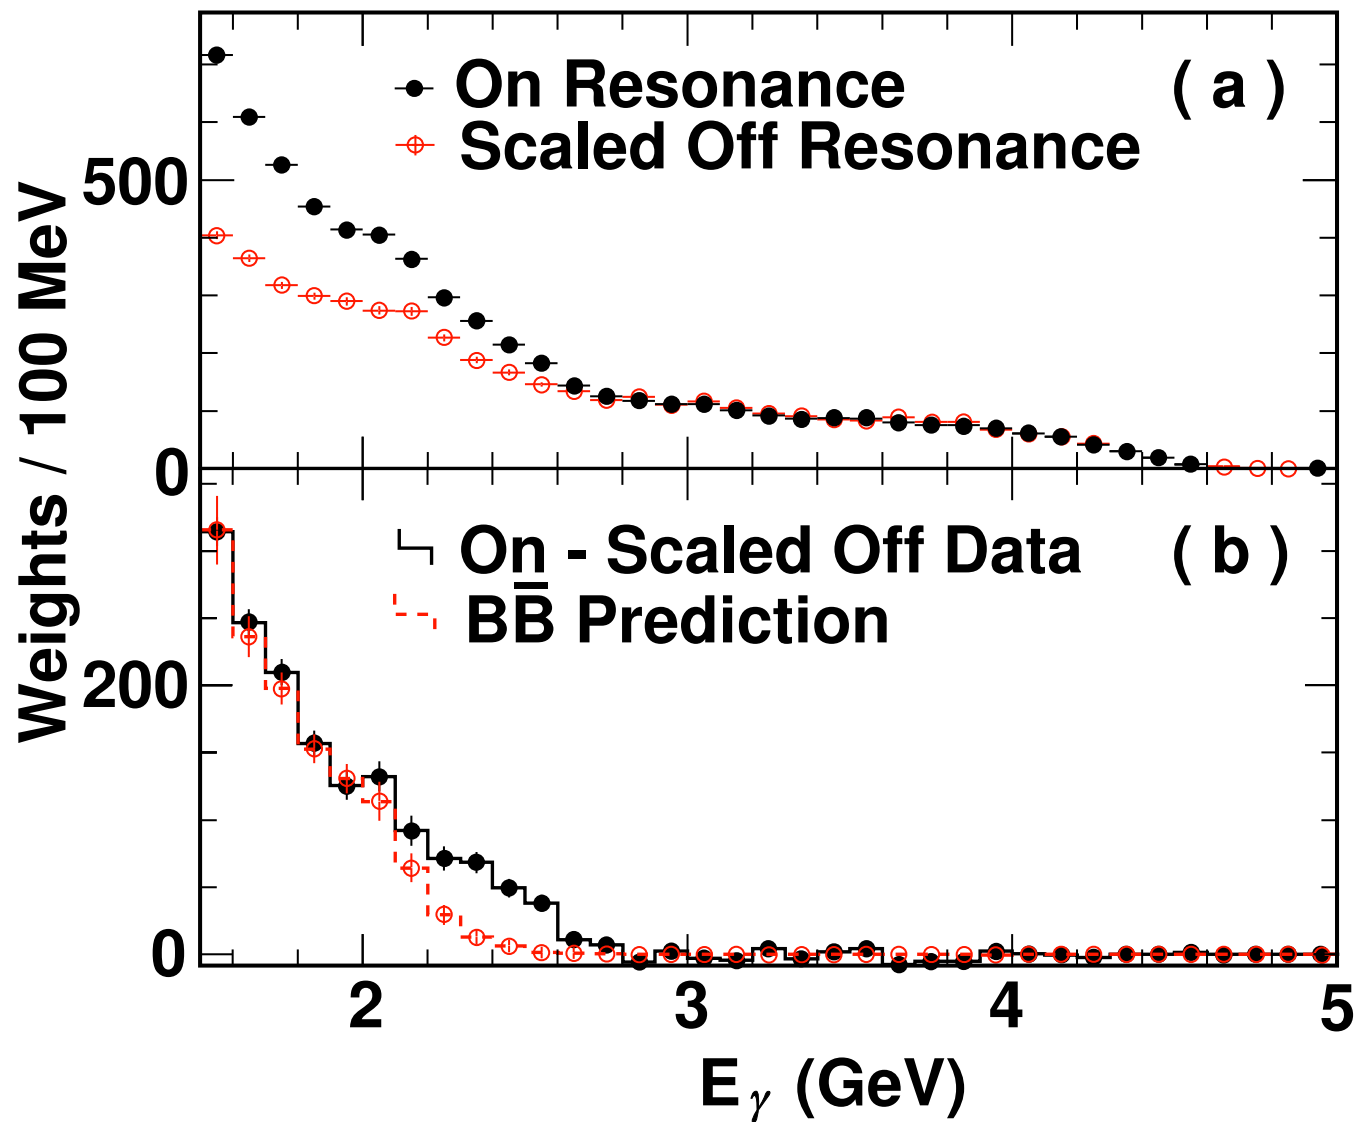 On Resonance
( a )
Scaled Off Resonance
500
0
Weights / 100 MeV
On - Scaled Off Data
( b )
BB̅ Prediction
200
0
2 3 4 5
Eγ (GeV)